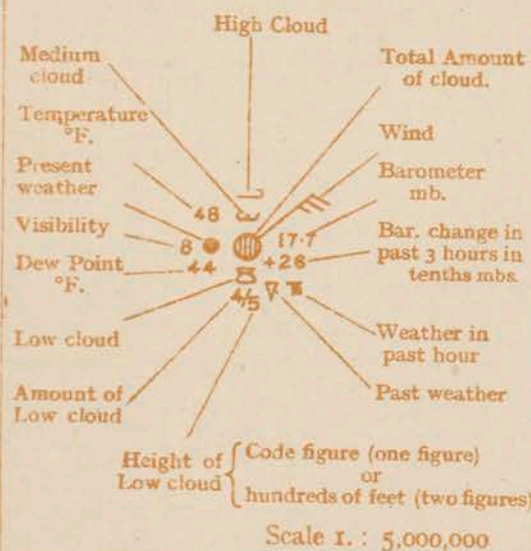 High Cloud
Medium
cloud
Total Amount
of cloud.
Temperature
°F.
Wind
Present
weather
Barometer
mb.
48
Visibility
8
17.7
Bar. change in
past 3 hours in
tenths mbs.
Dew Point
°F.
44
+26
Low cloud
4/5
Weather in
past hour
Amount of
Low cloud
Past weather
Height of
Low cloud
Code figure (one figure)
or
hundreds of feet (two figures)
Scale 1. : 5,000,000